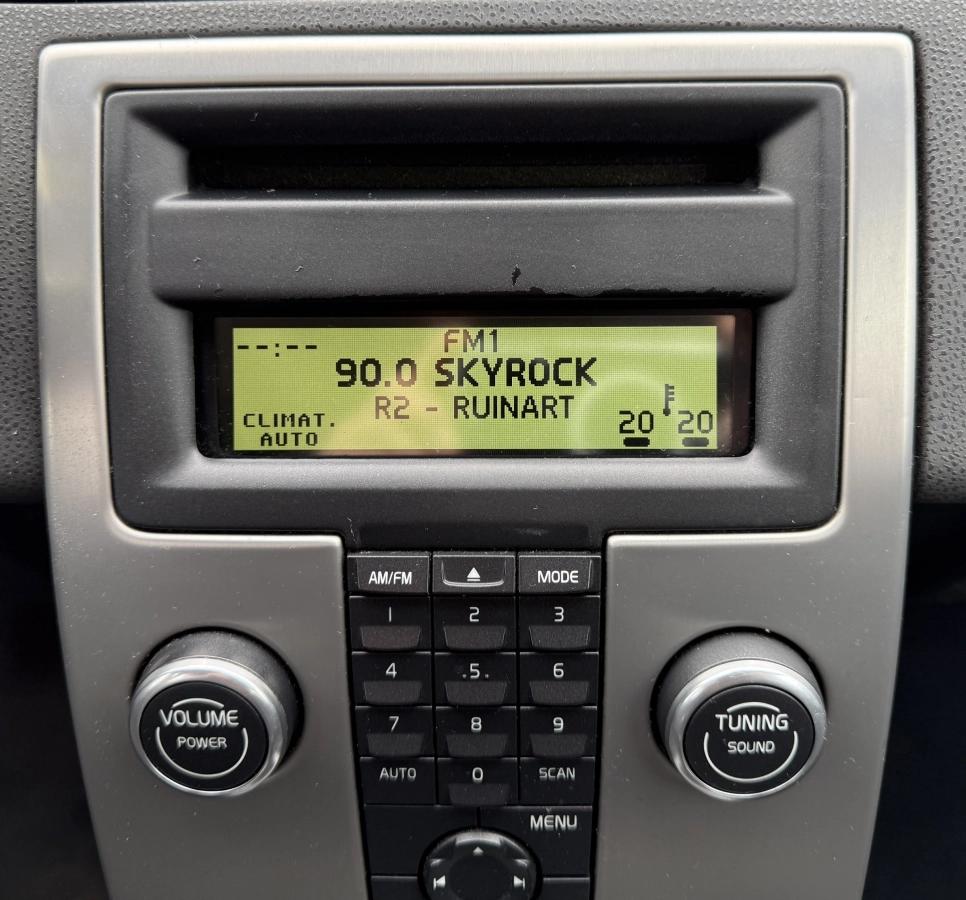 --:-- FM1
90.0 SKYROCK
R2 - RUINART
CLIMAT.
AUTO
20 20
AM/FM MODE
1 2 3
4 .5. 6
7 8 9
AUTO 0 SCAN
VOLUME
POWER
TUNING
SOUND
MENU